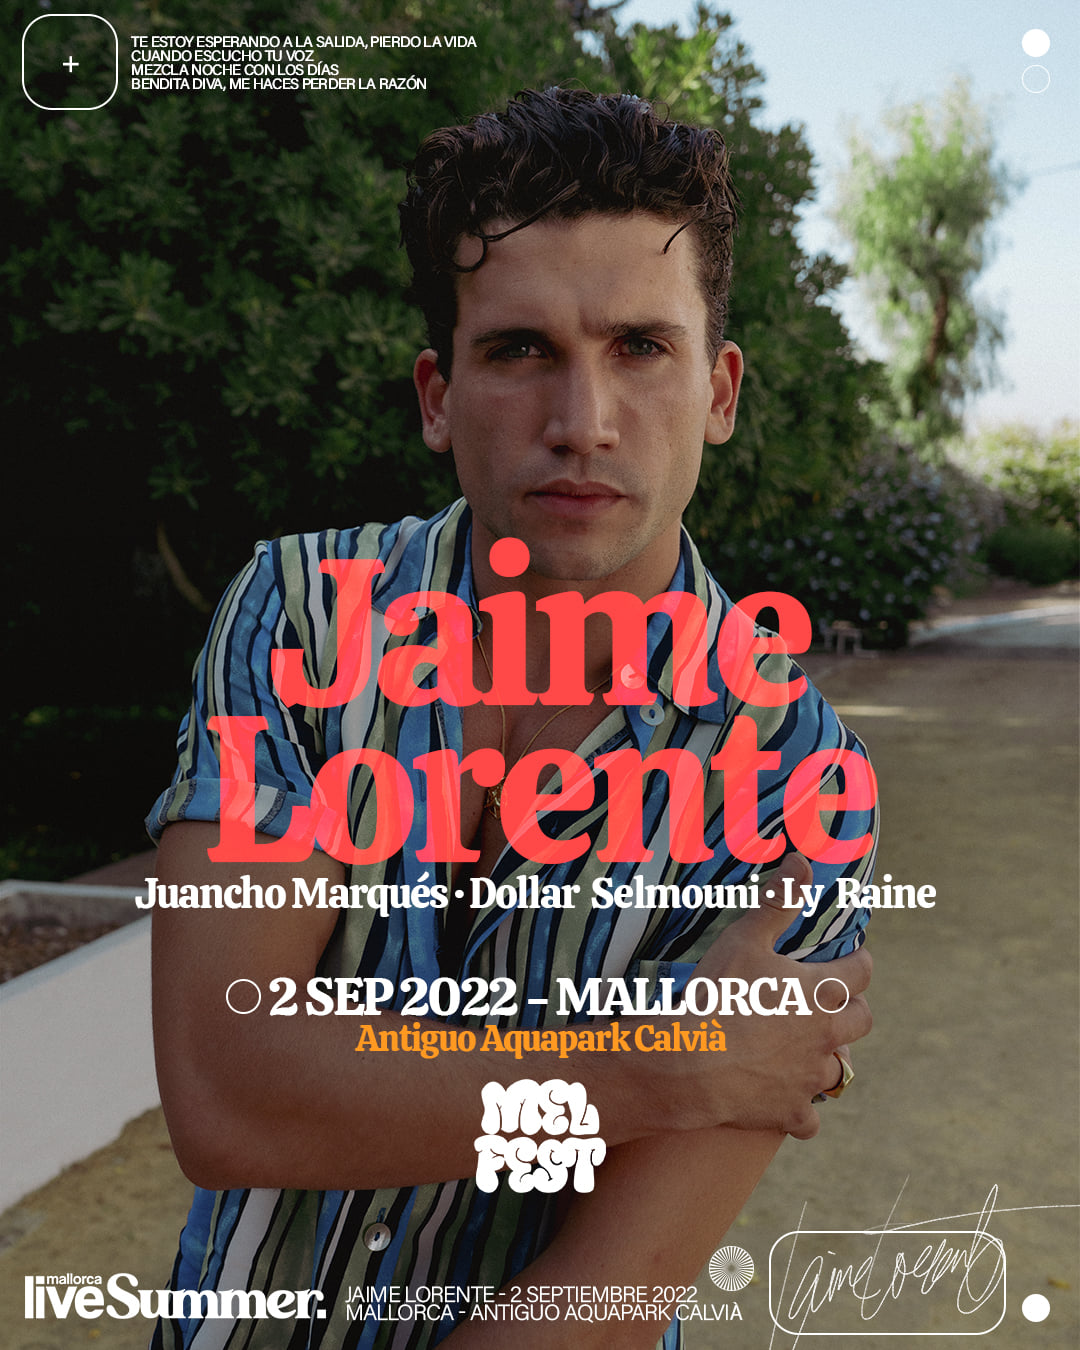 +
TE ESTOY ESPERANDO A LA SALIDA, PIERDO LA VIDA
CUANDO ESCUCHO TU VOZ
MEZCLA NOCHE CON LOS DÍAS
BENDITA DIVA, ME HACES PERDER LA RAZÓN
Jaime
Lorente
Juancho Marqués · Dollar Selmouni · Ly Raine
2 SEP 2022 – MALLORCA
Antiguo Aquapark Calvià
MEL
FEST
mallorca
liveSummer.
JAIME LORENTE - 2 SEPTIEMBRE 2022
MALLORCA - ANTIGUO AQUAPARK CALVIÀ
Jaime Lorente